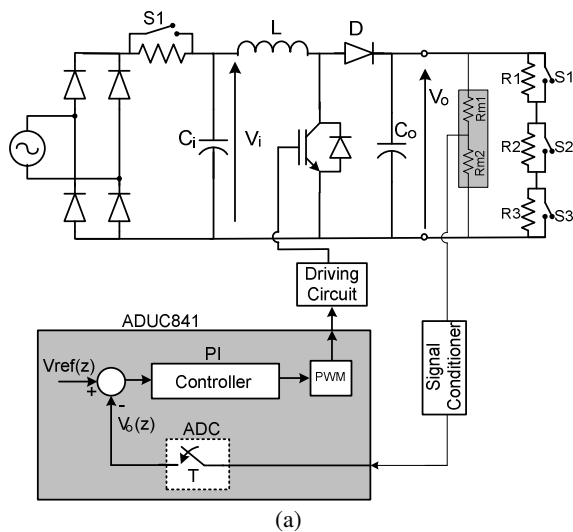 S1
L
D
Ci
Vi
Co
Vo
Rm1
Rm2
R1
S1
R2
S2
R3
S3
Driving
Circuit
ADUC841
Vref(z)
+
-
PI
Controller
PWM
Vo(z)
ADC
T
Signal
Conditioner
(a)